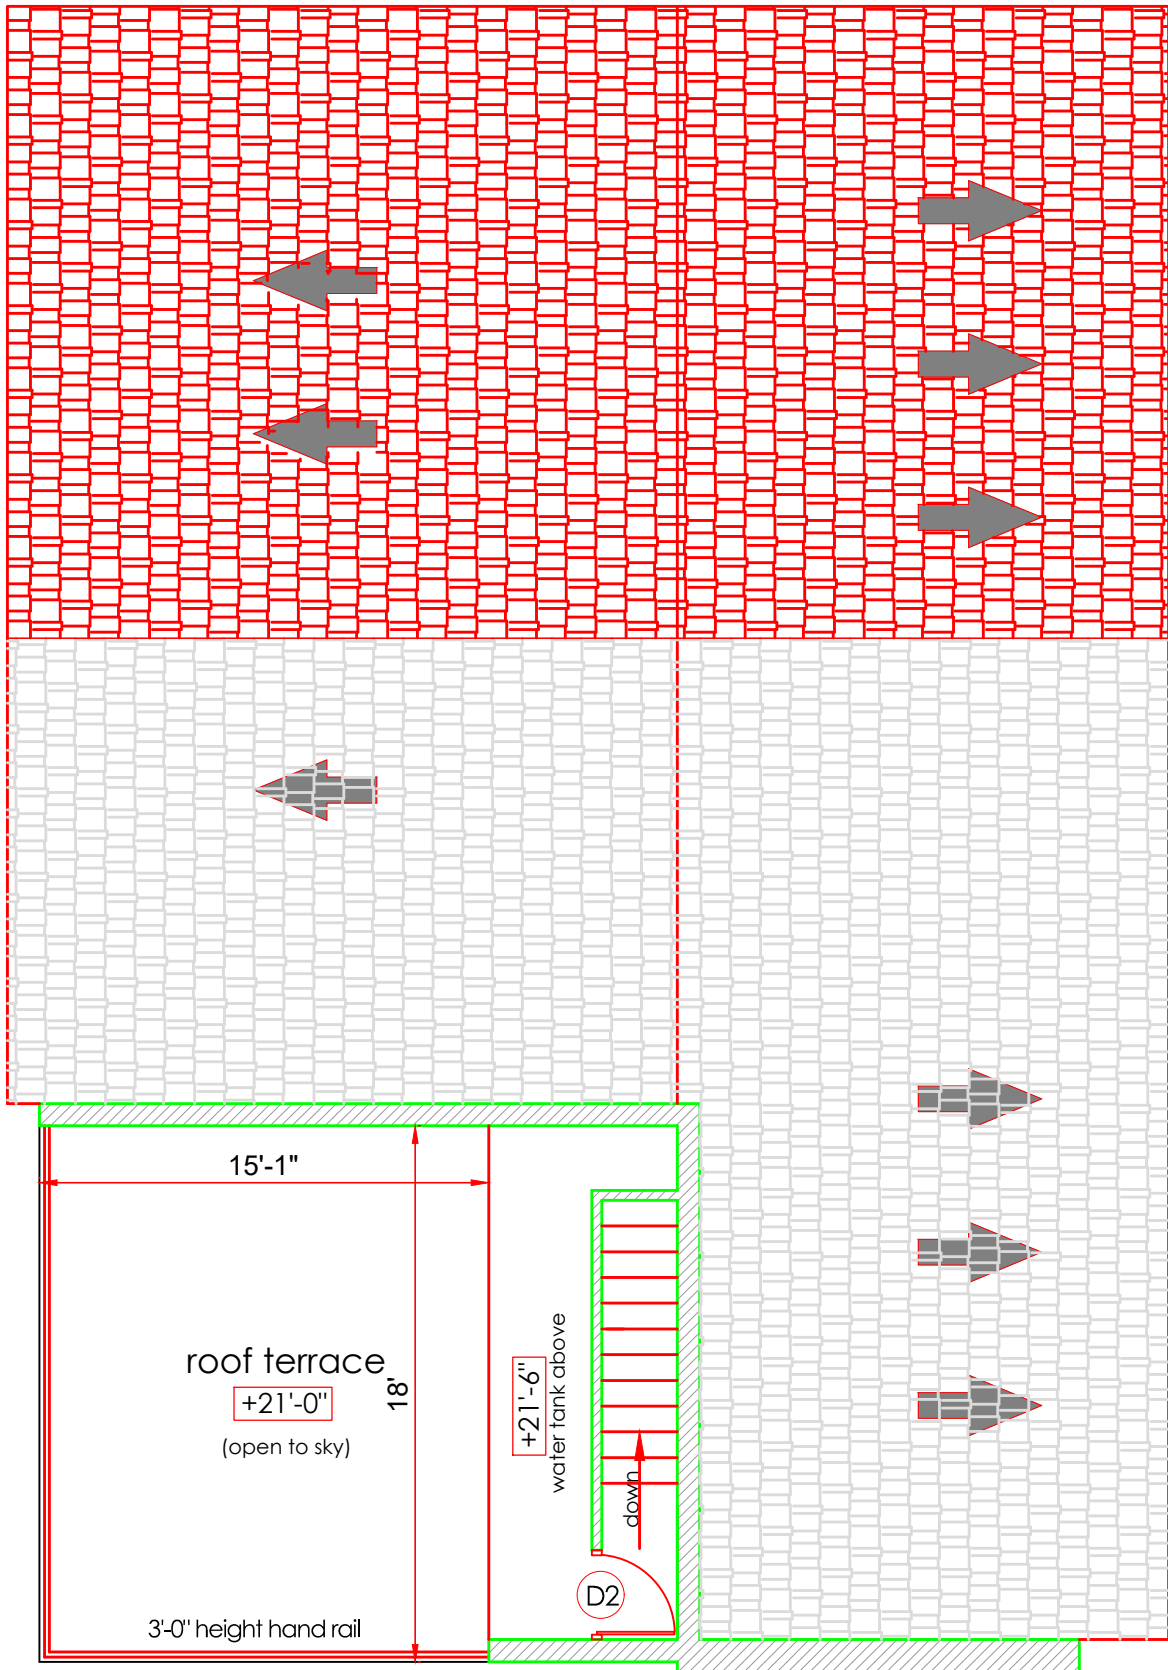 15'-1"
roof terrace
+21'-0"
(open to sky)
18'
+21'-6"
water tank above
down
D2
3'-0" height hand rail